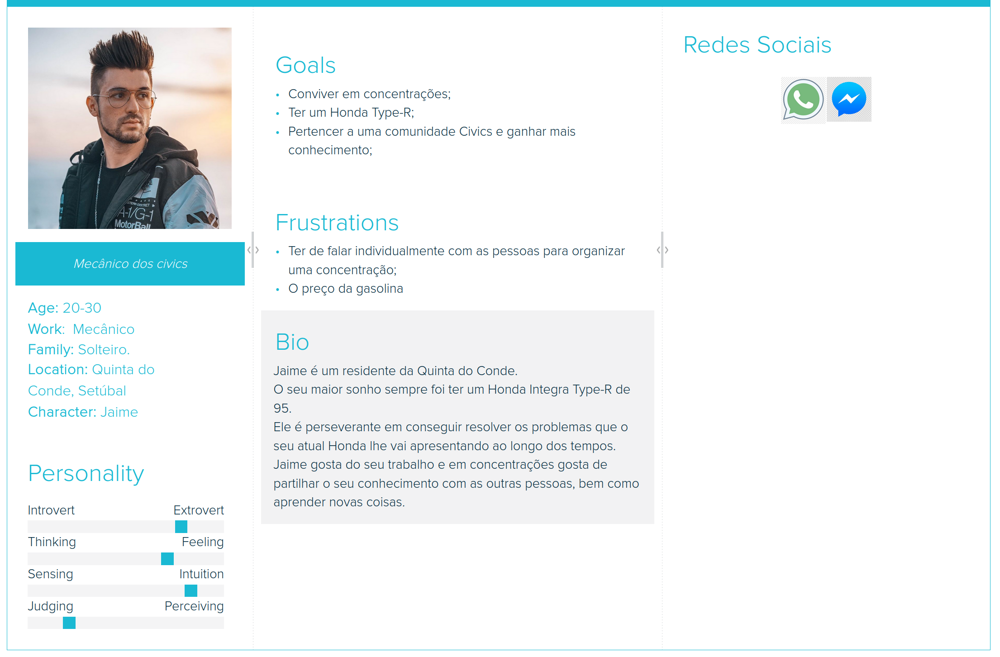 STERN DISTRICT
A-1/G-1
MotorBall
Mecânico dos civics
Age: 20-30
Work:  Mecânico
Family: Solteiro.
Location: Quinta do
Conde, Setúbal
Character: Jaime
Personality
Introvert Extrovert
Thinking Feeling
Sensing Intuition
Judging Perceiving
Goals
• Conviver em concentrações;
• Ter um Honda Type-R;
• Pertencer a uma comunidade Civics e ganhar mais
conhecimento;
Frustrations
• Ter de falar individualmente com as pessoas para organizar
uma concentração;
• O preço da gasolina
Bio
Jaime é um residente da Quinta do Conde.
O seu maior sonho sempre foi ter um Honda Integra Type-R de
95.
Ele é perseverante em conseguir resolver os problemas que o
seu atual Honda lhe vai apresentando ao longo dos tempos.
Jaime gosta do seu trabalho e em concentrações gosta de
partilhar o seu conhecimento com as outras pessoas, bem como
aprender novas coisas.
Redes Sociais